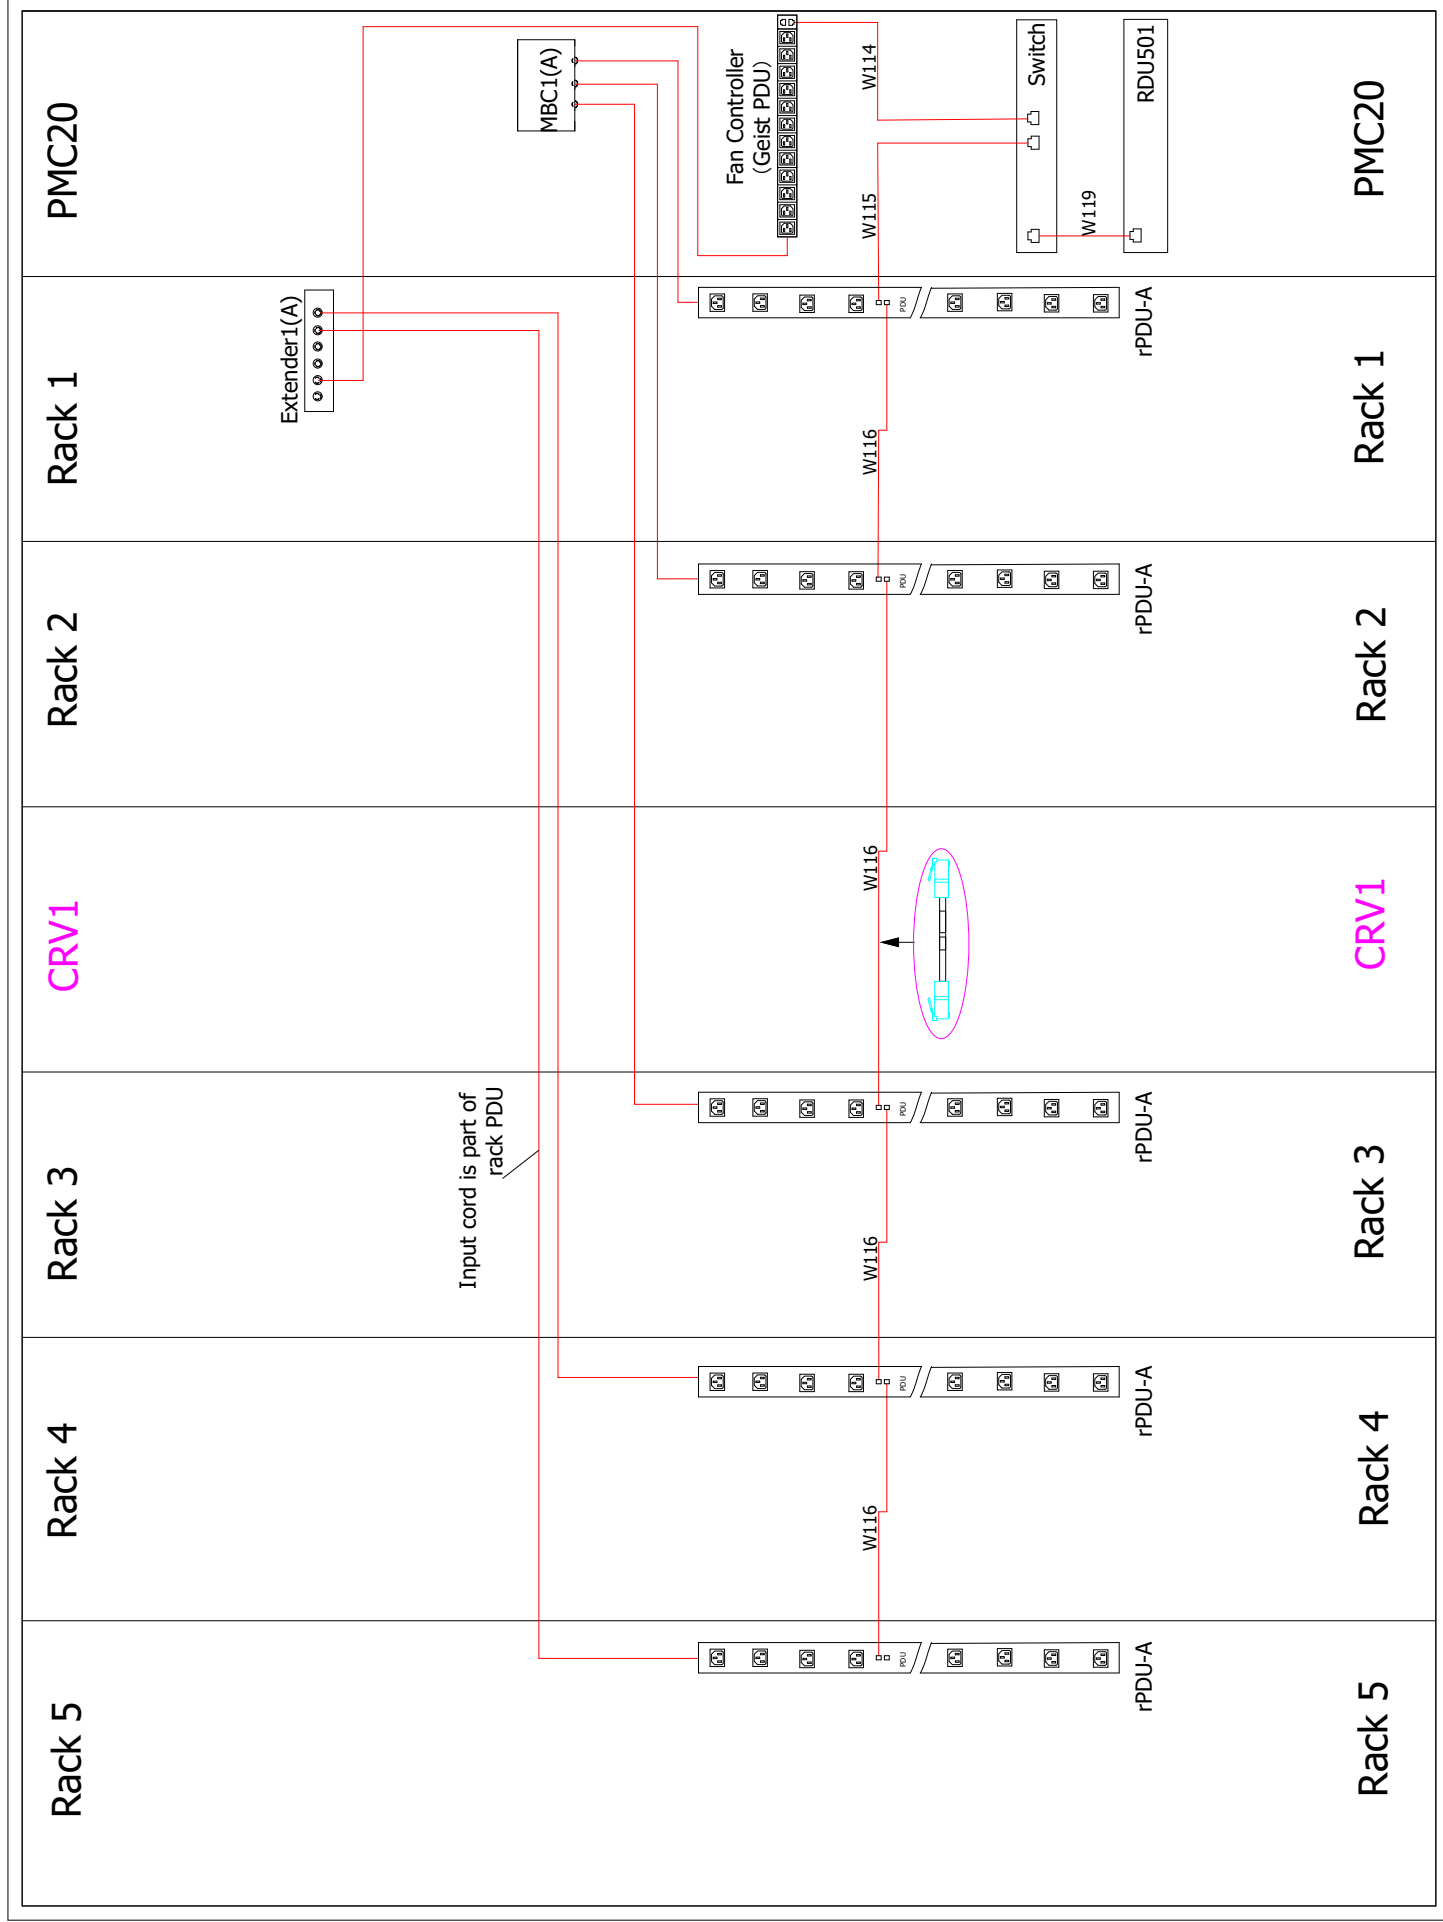 Rack 5
Rack 4
Rack 3
CRV1
Rack 2
Rack 1
PMC20
Extender1(A)
Input cord is part of
rack PDU
MBC1(A)
Fan Controller
(Geist PDU)
W116
W116
W116
W116
W115
W114
PDU
PDU
PDU
PDU
PDU
Switch
W119
rPDU-A
rPDU-A
rPDU-A
rPDU-A
rPDU-A
RDU501
Rack 5
Rack 4
Rack 3
CRV1
Rack 2
Rack 1
PMC20